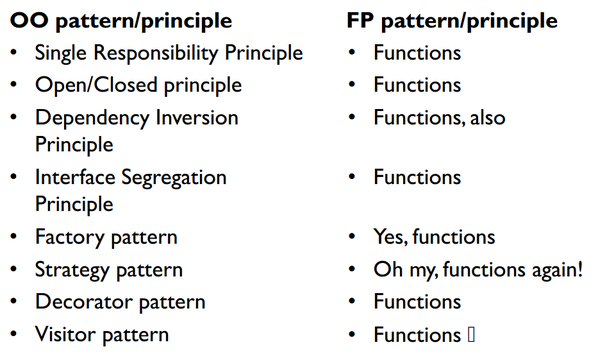 OO pattern/principle
• Single Responsibility Principle
• Open/Closed principle
• Dependency Inversion
Principle
• Interface Segregation
Principle
• Factory pattern
• Strategy pattern
• Decorator pattern
• Visitor pattern
FP pattern/principle
• Functions
• Functions
• Functions, also
• Functions
• Yes, functions
• Oh my, functions again!
• Functions
• Functions